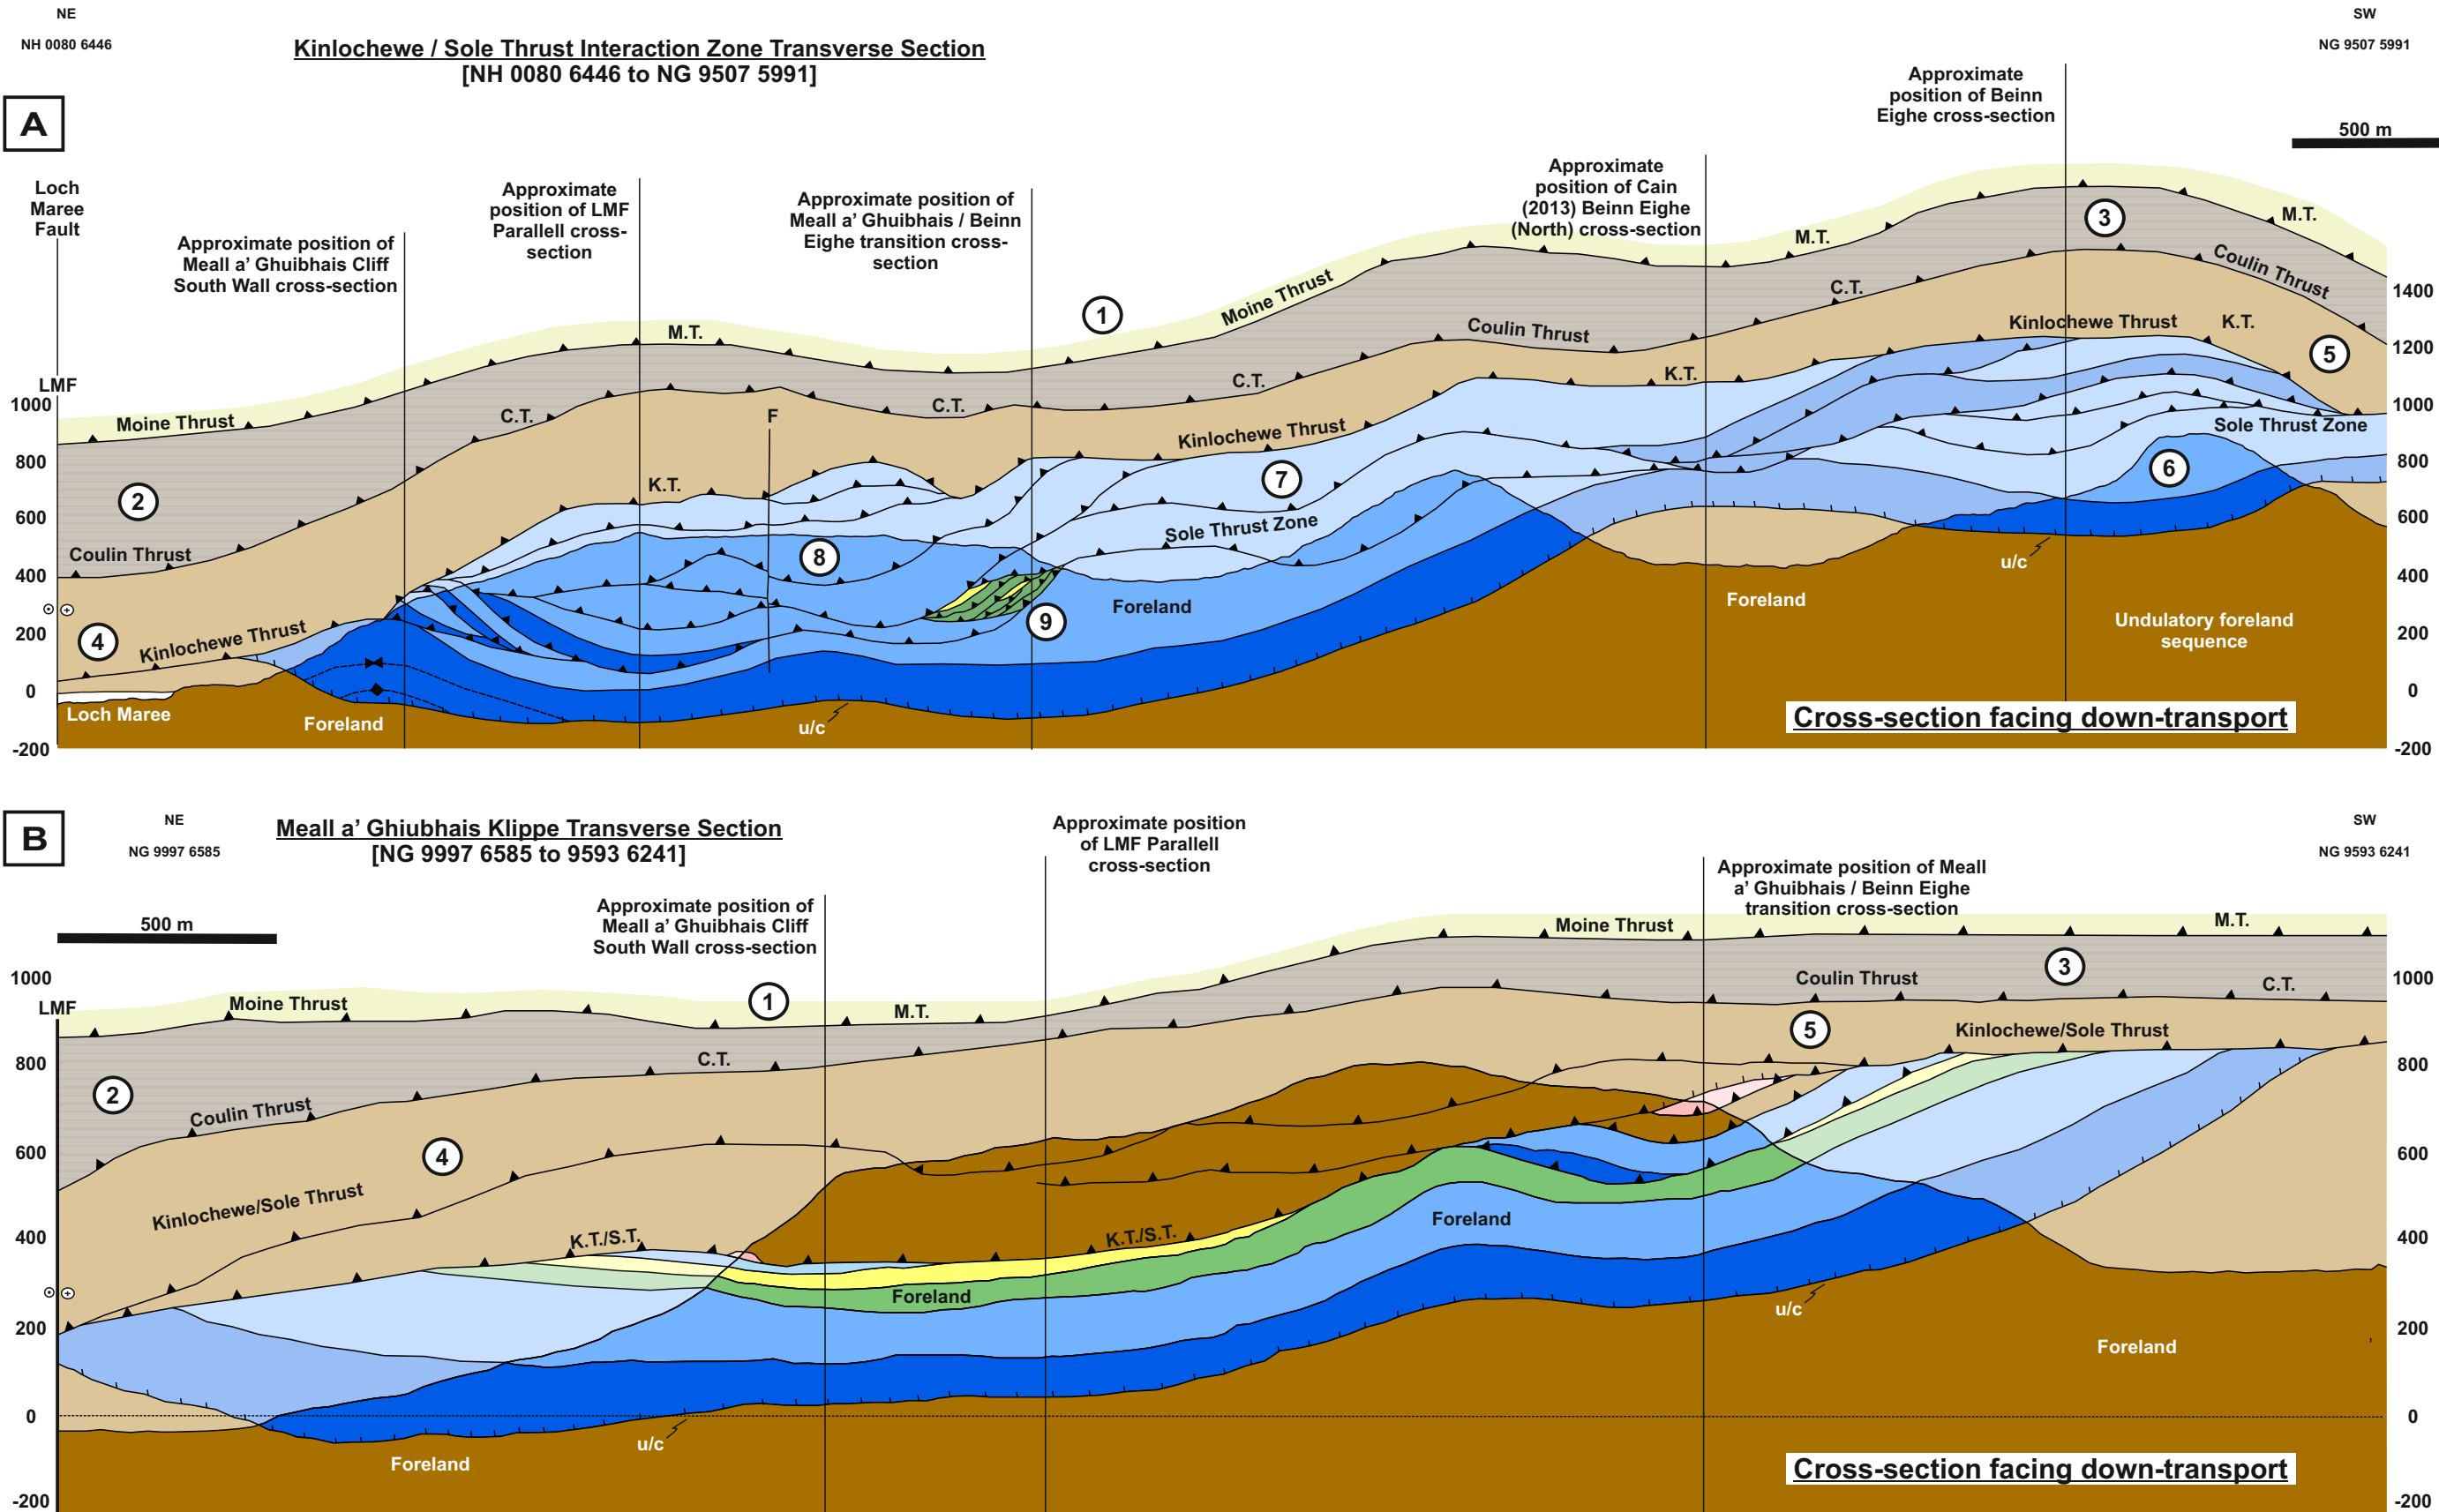 NE
SW
NH 0080 6446
Kinlochewe / Sole Thrust Interaction Zone Transverse Section
NG 9507 5991
[NH 0080 6446 to NG 9507 5991]
A
Approximate
position of Beinn
Eighe cross-section
500 m
Loch
Maree
Fault
Approximate
position of LMF
Parallell cross-
section
Approximate position of
Meall a' Ghuibhais / Beinn
Eighe transition cross-
section
Approximate
position of Cain
(2013) Beinn Eighe
(North) cross-section
Approximate position of
Meall a' Ghuibhais Cliff
South Wall cross-section
3
M.T.
M.T.
Coulin Thrust
Moine Thrust
1
C.T.
1400
M.T.
Coulin Thrust
Kinlochewe Thrust
K.T.
1200
5
1200
LMF
1000
C.T.
K.T.
1000
C.T.
C.T.
F
Moine Thrust
Kinlochewe Thrust
Sole Thrust Zone
800
800
6
K.T.
7
2
600
Sole Thrust Zone
600
Coulin Thrust
8
u/c
400
400
Foreland
Foreland
9
Undulatory foreland
sequence
200
4
Kinlochewe Thrust
200
0
0
Loch Maree
Foreland
u/c
Cross-section facing down-transport
-200
-200
B
NE
Meall a' Ghiubhais Klippe Transverse Section
Approximate position
of LMF Parallell
cross-section
SW
NG 9997 6585
[NG 9997 6585 to 9593 6241]
NG 9593 6241
Approximate position of Meall
a' Ghuibhais / Beinn Eighe
transition cross-section
500 m
Approximate position of
Meall a' Ghuibhais Cliff
South Wall cross-section
Moine Thrust
M.T.
3
1000
Coulin Thrust
C.T.
1000
LMF
Moine Thrust
1
M.T.
5
Kinlochewe/Sole Thrust
800
C.T.
800
2
Coulin Thrust
600
4
600
Kinlochewe/Sole Thrust
400
K.T./S.T.
K.T./S.T.
Foreland
400
Foreland
u/c
200
200
Foreland
0
0
u/c
Foreland
Cross-section facing down-transport
-200
-200